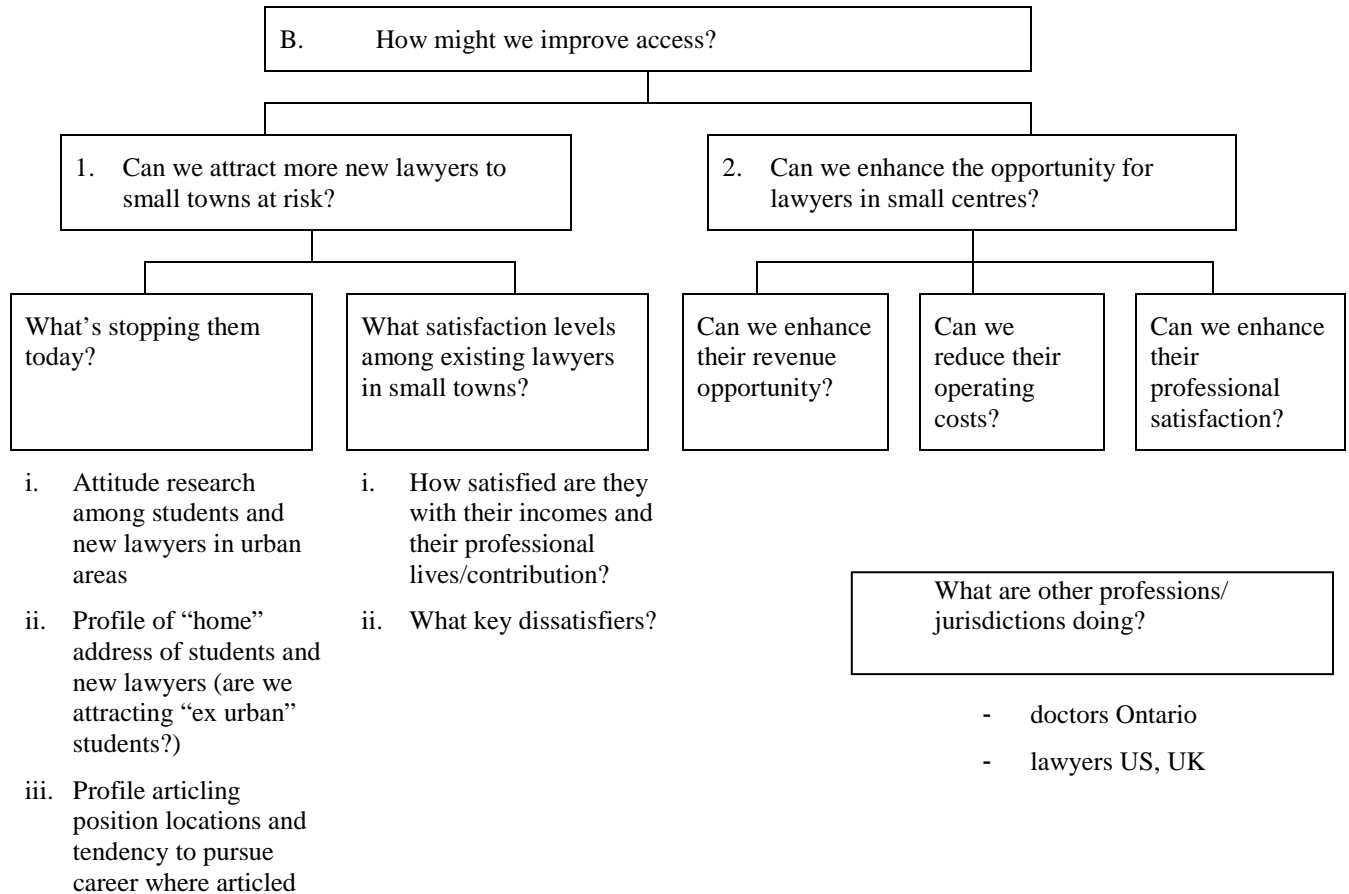 B. How might we improve access?
1. Can we attract more new lawyers to
small towns at risk?
2. Can we enhance the opportunity for
lawyers in small centres?
What's stopping them
today?
What satisfaction levels
among existing lawyers
in small towns?
Can we enhance
their revenue
opportunity?
Can we
reduce their
operating
costs?
Can we enhance
their
professional
satisfaction?
i. Attitude research
among students and
new lawyers in urban
areas
ii. Profile of “home”
address of students and
new lawyers (are we
attracting “ex urban”
students?)
iii. Profile articling
position locations and
tendency to pursue
career where articled
i. How satisfied are they
with their incomes and
their professional
lives/contribution?
ii. What key dissatisfiers?
What are other professions/
jurisdictions doing?
- doctors Ontario
- lawyers US, UK